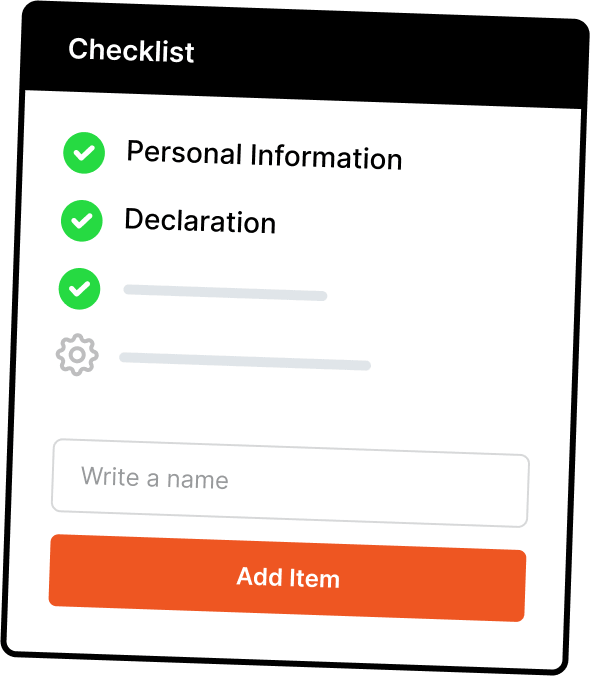 Checklist
Personal Information
Declaration
Write a name
Add Item